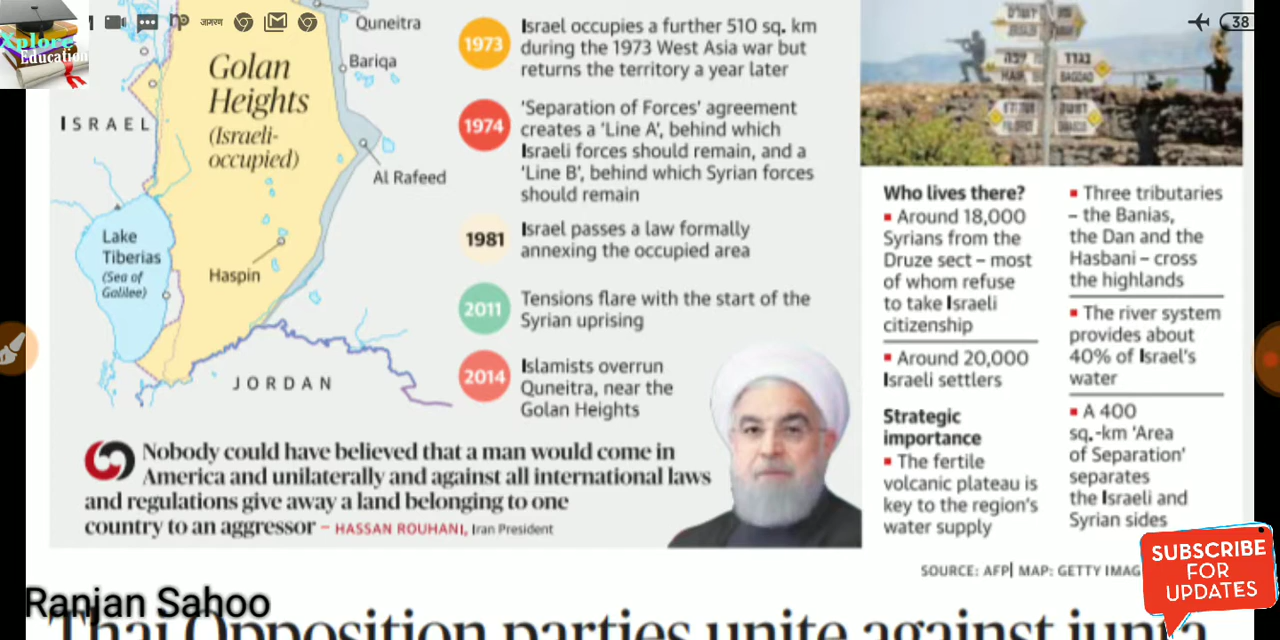 Xplore
Education
जागरण
38
Quneitra
Bariqa
Golan
Heights
(Israeli-
occupied)
ISRAEL
Al Rafeed
Lake
Tiberias
(Sea of
Galilee)
Haspin
JORDAN
1973
Israel occupies a further 510 sq. km
during the 1973 West Asia war but
returns the territory a year later
1974
'Separation of Forces' agreement
creates a 'Line A', behind which
Israeli forces should remain, and a
'Line B', behind which Syrian forces
should remain
1981
Israel passes a law formally
annexing the occupied area
2011
Tensions flare with the start of the
Syrian uprising
2014
Islamists overrun
Quneitra, near the
Golan Heights
Nobody could have believed that a man would come in
America and unilaterally and against all international laws
and regulations give away a land belonging to one
country to an aggressor – HASSAN ROUHANI, Iran President
BAGDAD
Who lives there?
Around 18,000
Syrians from the
Druze sect – most
of whom refuse
to take Israeli
citizenship
Around 20,000
Israeli settlers
Strategic
importance
The fertile
volcanic plateau is
key to the region's
water supply
Three tributaries
– the Banias,
the Dan and the
Hasbani – cross
the highlands
The river system
provides about
40% of Israel's
water
A 400
sq.-km 'Area
of Separation'
separates
the Israeli and
Syrian sides
SOURCE: AFP| MAP: GETTY IMAG
SUBSCRIBE
FOR
UPDATES
Ranjan Sahoo
Thai Opposition parties unite against junta